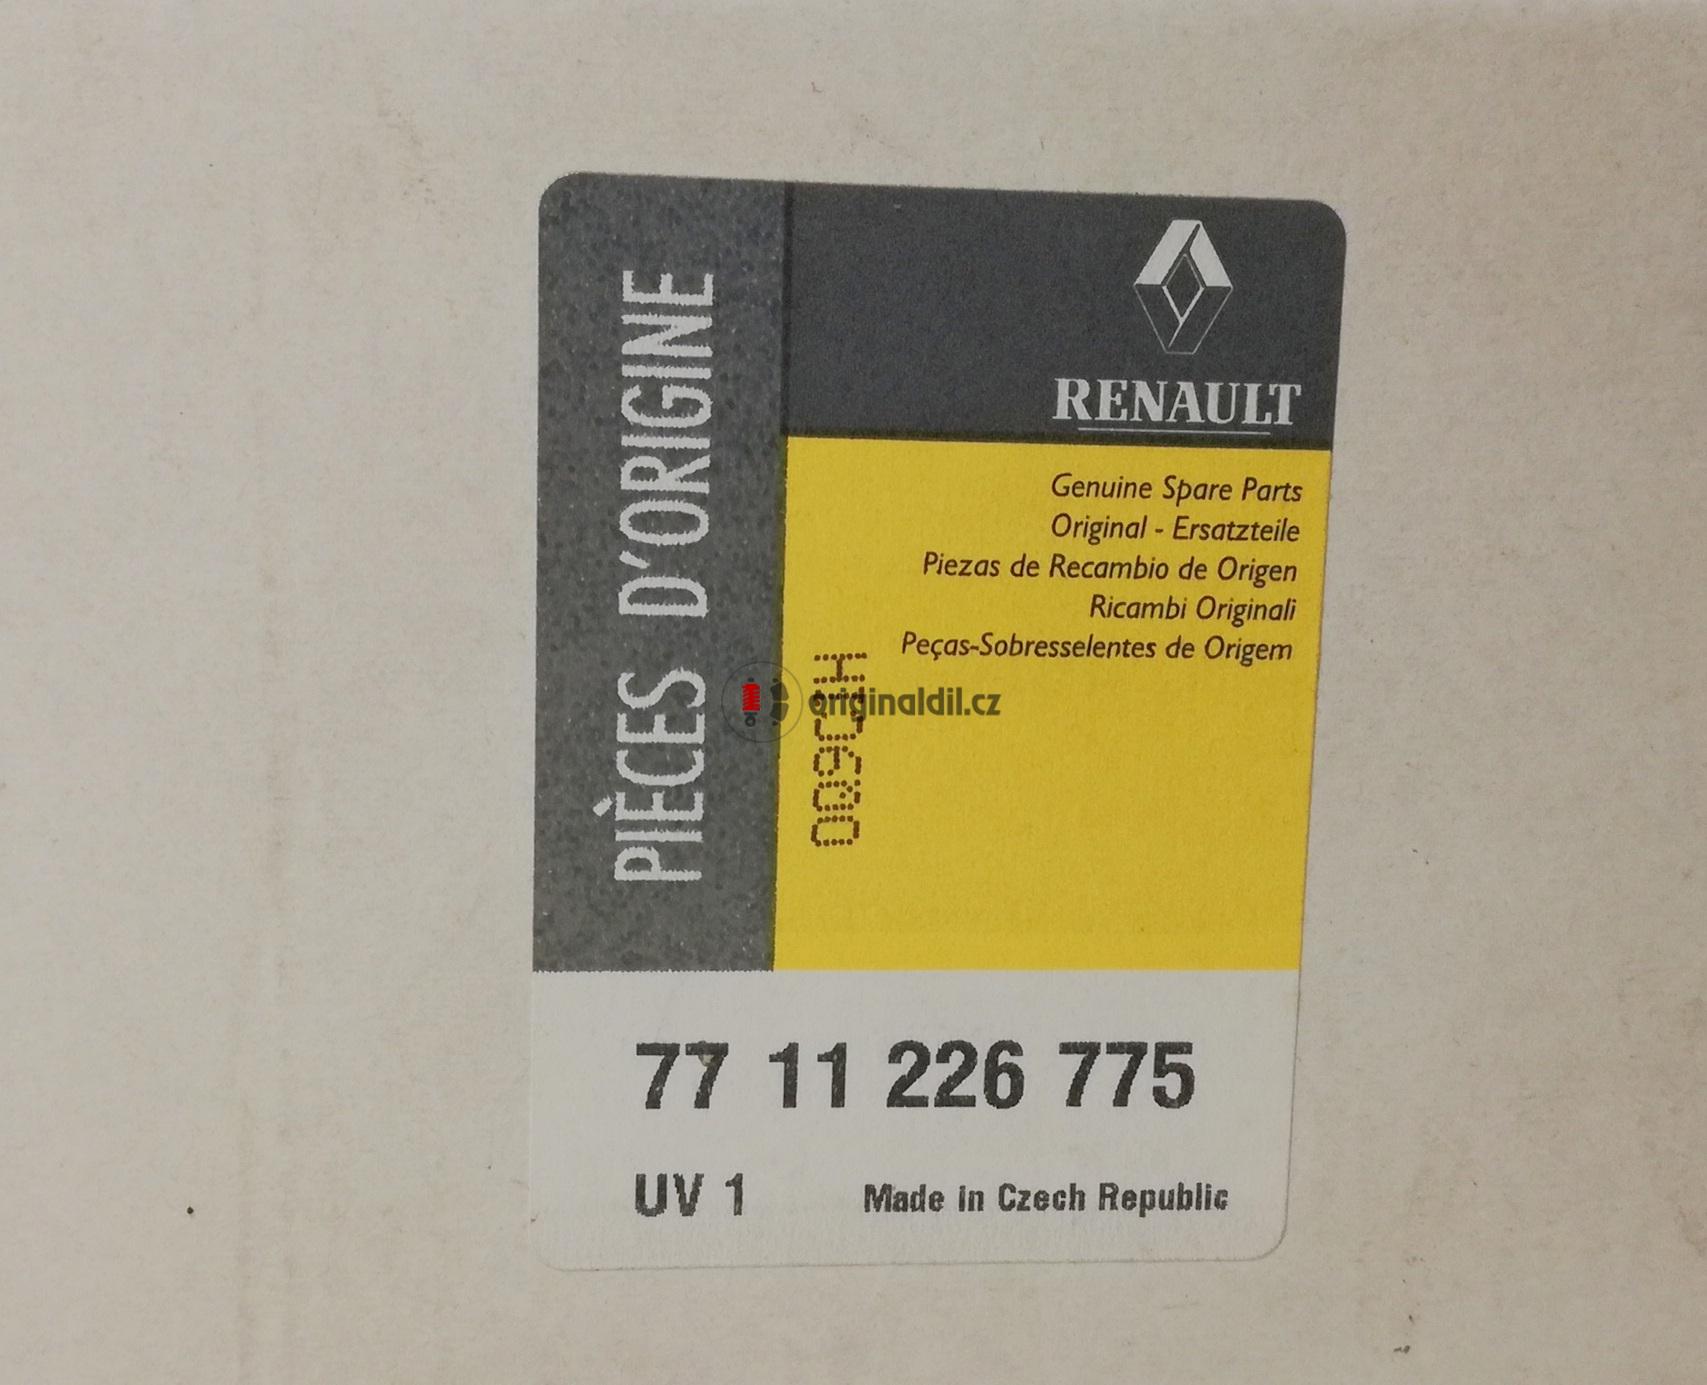 PIÈCES D'ORIGINE
RENAULT
Genuine Spare Parts
Original - Ersatzteile
Piezas de Recambio de Origen
Ricambi Originali
Peças-Sobresselentes de Origem
originaldil.cz
77 11 226 775
UV 1 Made in Czech Republic